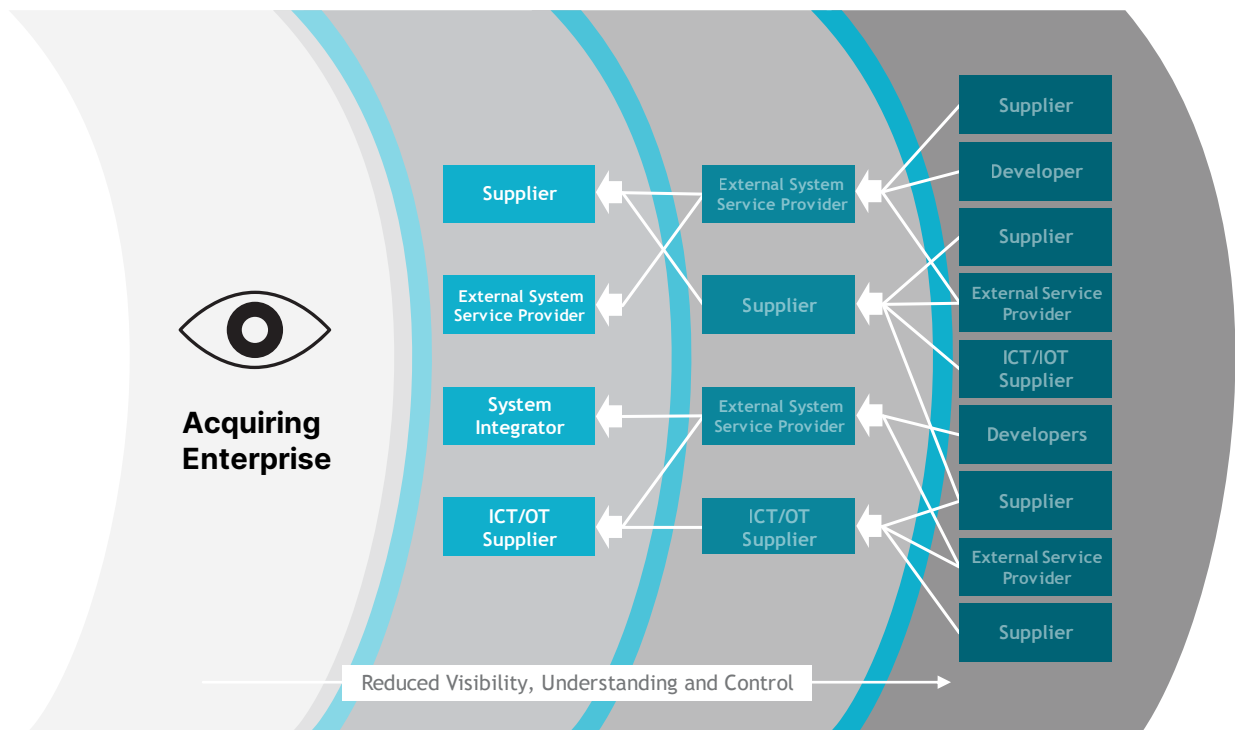 Acquiring
Enterprise
Supplier
External System
Service Provider
System
Integrator
ICT/OT
Supplier
External System
Service Provider
Supplier
External System
Service Provider
ICT/OT
Supplier
Supplier
Developer
Supplier
External Service
Provider
ICT/IOT
Supplier
Developers
Supplier
External Service
Provider
Supplier
Reduced Visibility, Understanding and Control